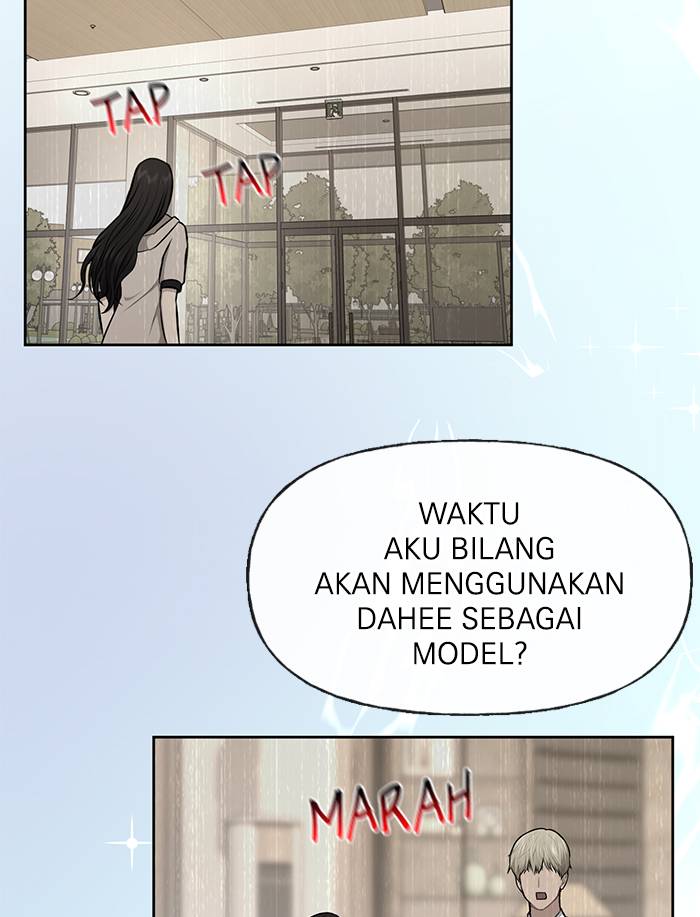 TAP
TAP
WAKTU
AKU BILANG
AKAN MENGGUNAKAN
DAHEE SEBAGAI
MODEL?
MARAH